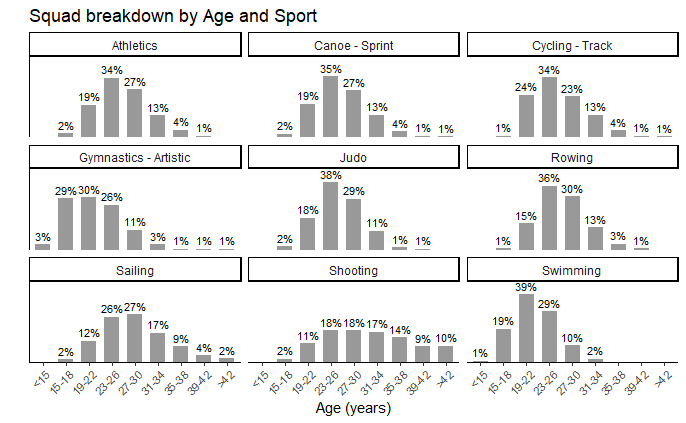 Squad breakdown by Age and Sport
Athletics Canoe - Sprint Cycling - Track
2% 19% 34% 27% 13% 4% 1% 2% 19% 35% 27% 13% 4% 1% 1% 1% 24% 34% 23% 13% 4% 1% 1%
Gymnastics - Artistic Judo Rowing
3% 29% 30% 26% 11% 3% 1% 1% 1% 2% 18% 38% 29% 11% 1% 1% 1% 15% 36% 30% 13% 3% 1%
Sailing Shooting Swimming
2% 12% 26% 27% 17% 9% 4% 2% 2% 11% 18% 18% 17% 14% 9% 10% 1% 19% 39% 29% 10% 2%
<15 15-18 19-22 23-26 27-30 31-34 35-38 39-42 >42 <15 15-18 19-22 23-26 27-30 31-34 35-38 39-42 >42 <15 15-18 19-22 23-26 27-30 31-34 35-38 39-42 >42
Age (years)